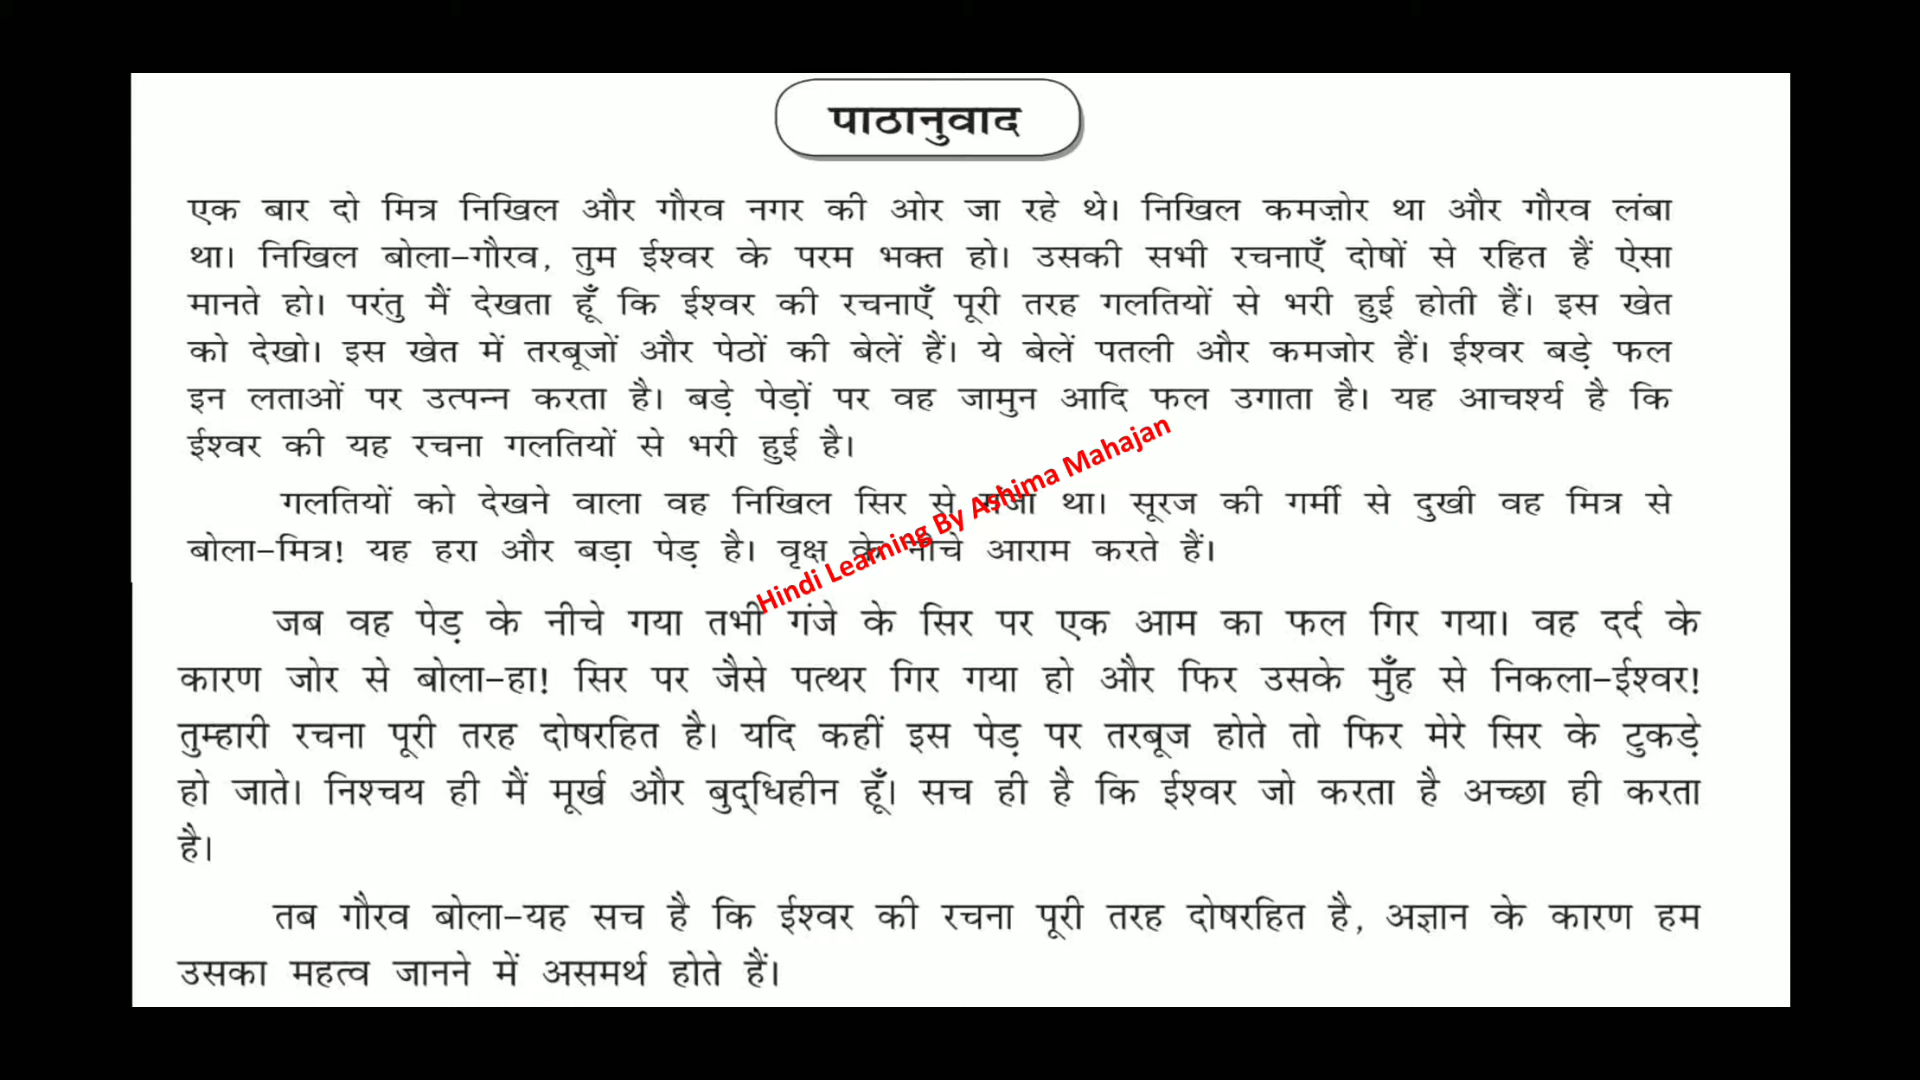 पाठानुवाद
एक बार दो मित्र निखिल और गौरव नगर की ओर जा रहे थे। निखिल कमज़ोर था और गौरव लंबा
था। निखिल बोला–गौरव, तुम ईश्वर के परम भक्त हो। उसकी सभी रचनाएँ दोषों से रहित हैं ऐसा
मानते हो। परंतु मैं देखता हूँ कि ईश्वर की रचनाएँ पूरी तरह गलतियों से भरी हुई होती हैं। इस खेत
को देखो। इस खेत में तरबूजों और पेठों की बेलें हैं। ये बेलें पतली और कमजोर हैं। ईश्वर बड़े फल
इन लताओं पर उत्पन्न करता है। बड़े पेड़ों पर वह जामुन आदि फल उगाता है। यह आचर्श्य है कि
ईश्वर की यह रचना गलतियों से भरी हुई है।
गलतियों को देखने वाला वह निखिल सिर से गंजा था। सूरज की गर्मी से दुखी वह मित्र से
बोला–मित्र! यह हरा और बड़ा पेड़ है। वृक्ष के नीचे आराम करते हैं।
Hindi Learning By Ashima Mahajan
जब वह पेड़ के नीचे गया तभी गंजे के सिर पर एक आम का फल गिर गया। वह दर्द के
कारण जोर से बोला–हा! सिर पर जैसे पत्थर गिर गया हो और फिर उसके मुँह से निकला–ईश्वर!
तुम्हारी रचना पूरी तरह दोषरहित है। यदि कहीं इस पेड़ पर तरबूज होते तो फिर मेरे सिर के टुकड़े
हो जाते। निश्चय ही मैं मूर्ख और बुद्‌धिहीन हूँ। सच ही है कि ईश्वर जो करता है अच्छा ही करता
है।
तब गौरव बोला–यह सच है कि ईश्वर की रचना पूरी तरह दोषरहित है, अज्ञान के कारण हम
उसका महत्व जानने में असमर्थ होते हैं।